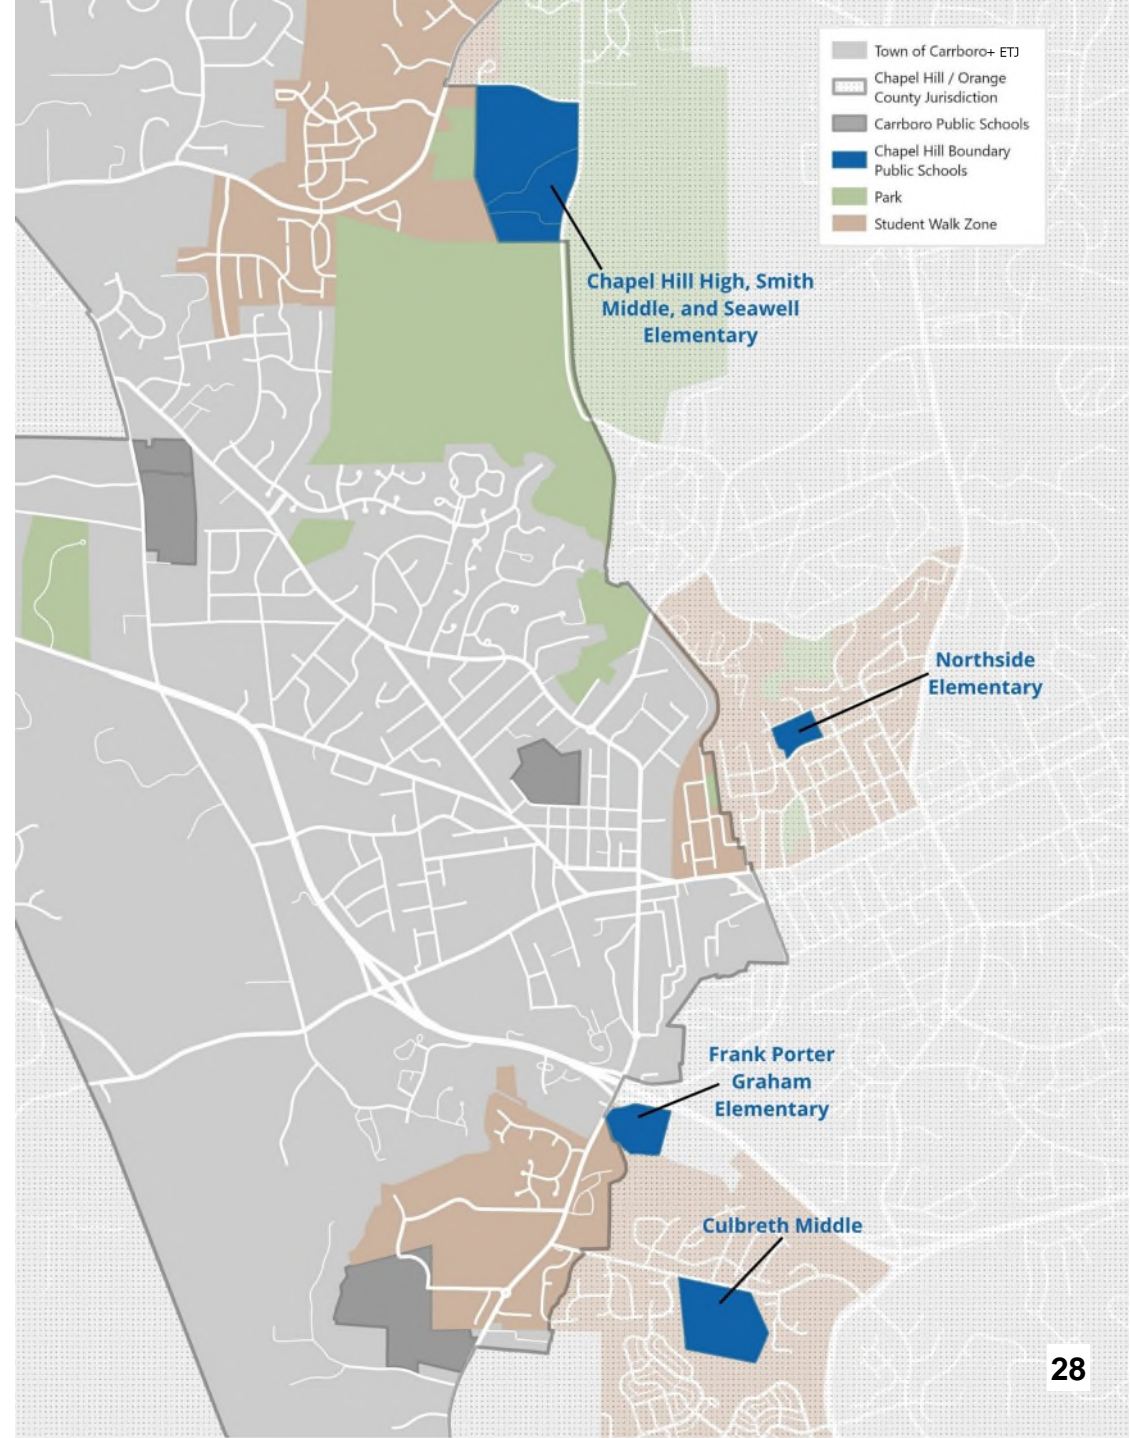 Town of Carrboro+ ETJ
Chapel Hill / Orange
County Jurisdiction
Carrboro Public Schools
Chapel Hill Boundary
Public Schools
Park
Student Walk Zone
Chapel Hill High, Smith
Middle, and Seawell
Elementary
Northside
Elementary
Frank Porter
Graham
Elementary
Culbreth Middle
28